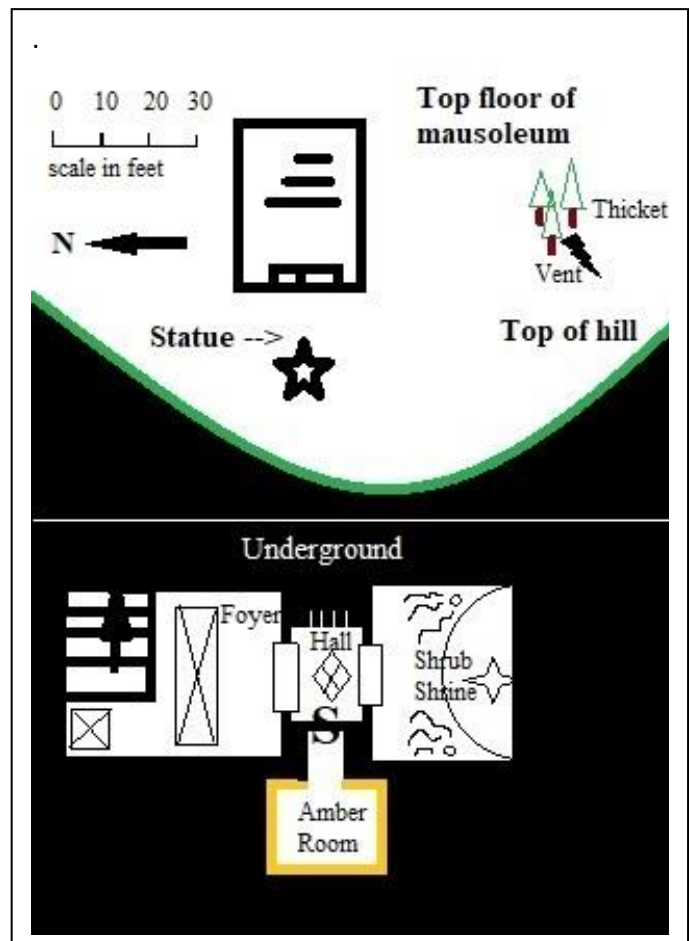 .
0 10 20 30
scale in feet
N
Top floor of
mausoleum
Thicket
Vent
Statue -->
Top of hill
Underground
Foyer
Hall
Shrub
Shrine
S
Amber
Room